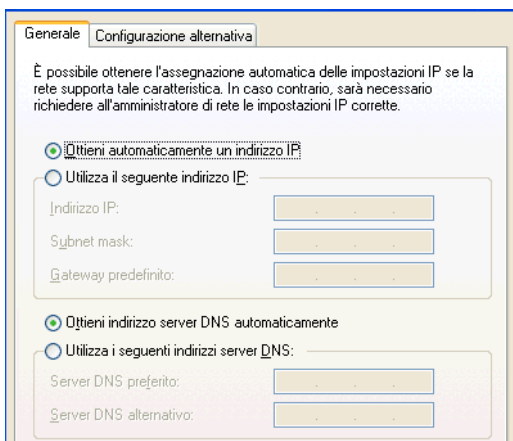 Generale Configurazione alternativa
È possibile ottenere l'assegnazione automatica delle impostazioni IP se la
rete supporta tale caratteristica. In caso contrario, sarà necessario
richiedere all'amministratore di rete le impostazioni IP corrette.
Ottieni automaticamente un indirizzo IP
Utilizza il seguente indirizzo IP:
Indirizzo IP:
Subnet mask:
Gateway predefinito:
Ottieni indirizzo server DNS automaticamente
Utilizza i seguenti indirizzi server DNS:
Server DNS preferito:
Server DNS alternativo: